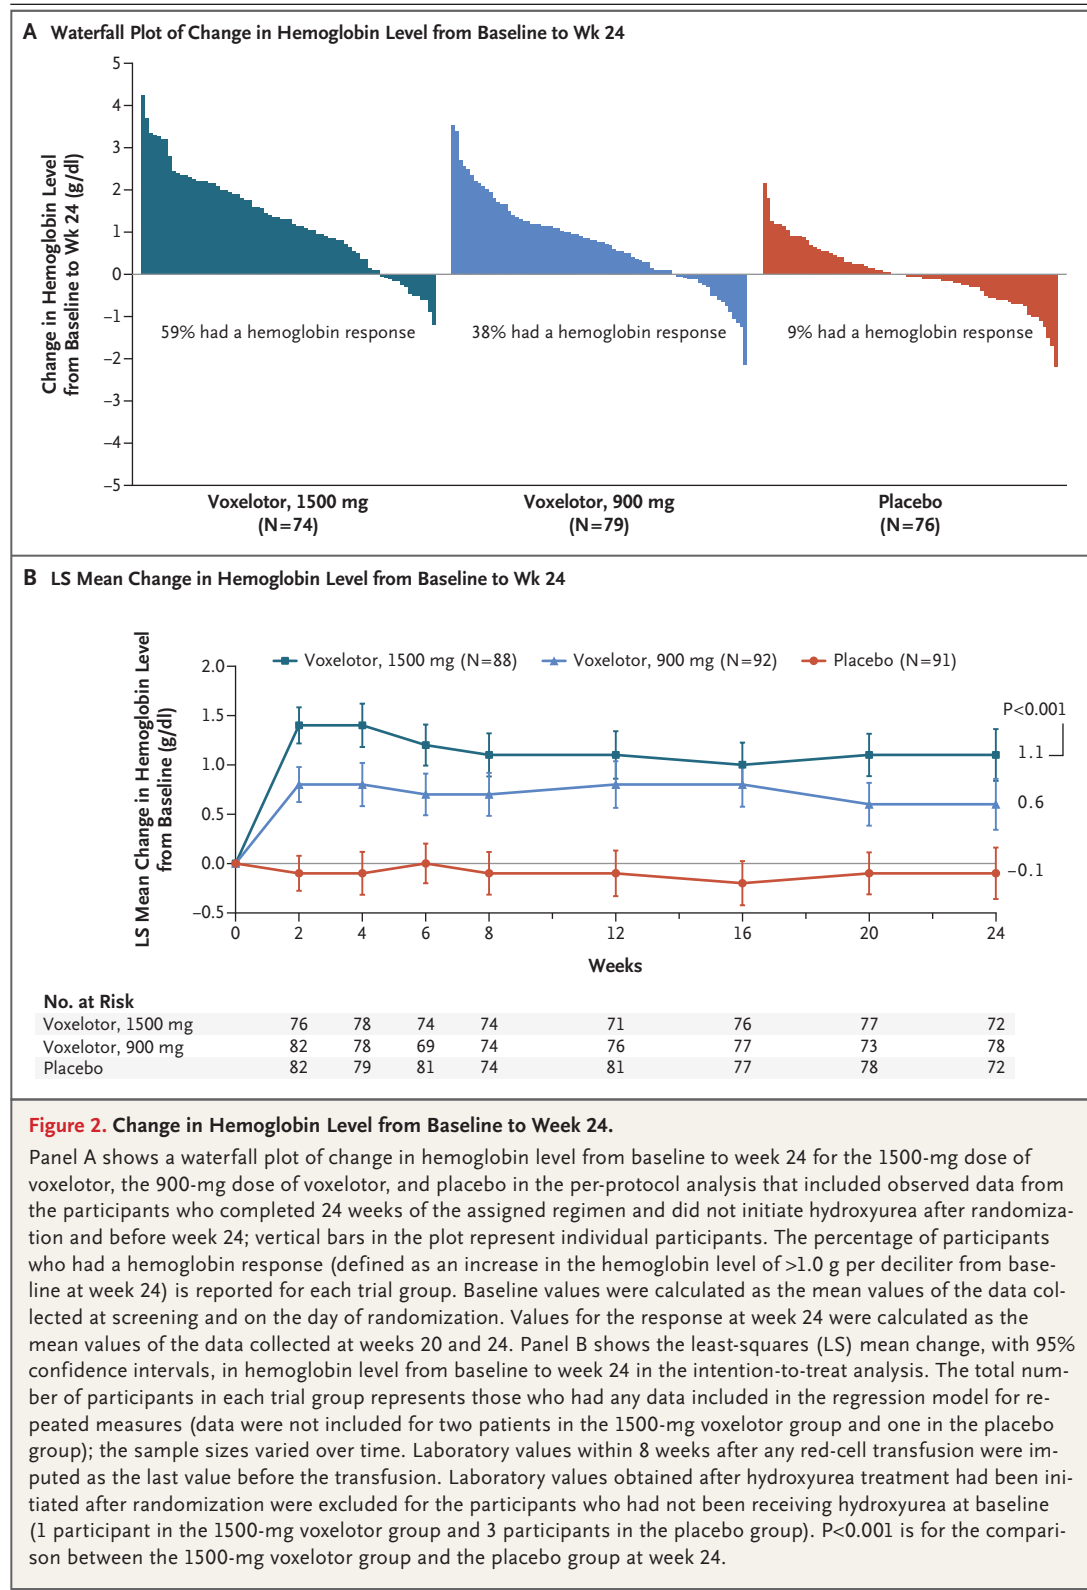 A Waterfall Plot of Change in Hemoglobin Level from Baseline to Wk 24
Change in Hemoglobin Level
from Baseline to Wk 24 (g/dl)
5
4
3
2
1
0
−1
−2
−3
−4
−5
59% had a hemoglobin response
38% had a hemoglobin response
9% had a hemoglobin response
Voxelotor, 1500 mg
(N=74)
Voxelotor, 900 mg
(N=79)
Placebo
(N=76)
B LS Mean Change in Hemoglobin Level from Baseline to Wk 24
LS Mean Change in Hemoglobin Level
from Baseline (g/dl)
Voxelotor, 1500 mg (N=88) Voxelotor, 900 mg (N=92) Placebo (N=91)
2.0
1.5
1.0
0.5
0.0
−0.5
P<0.001
1.1
0.6
−0.1
0 2 4 6 8 12 16 20 24
Weeks
No. at Risk
Voxelotor, 1500 mg 76 78 74 74 71 76 77 72
Voxelotor, 900 mg 82 78 69 74 76 77 73 78
Placebo 82 79 81 74 81 77 78 72
Figure 2. Change in Hemoglobin Level from Baseline to Week 24.
Panel A shows a waterfall plot of change in hemoglobin level from baseline to week 24 for the 1500-mg dose of
voxelotor, the 900-mg dose of voxelotor, and placebo in the per-protocol analysis that included observed data from
the participants who completed 24 weeks of the assigned regimen and did not initiate hydroxyurea after randomiza-
tion and before week 24; vertical bars in the plot represent individual participants. The percentage of participants
who had a hemoglobin response (defined as an increase in the hemoglobin level of >1.0 g per deciliter from base-
line at week 24) is reported for each trial group. Baseline values were calculated as the mean values of the data col-
lected at screening and on the day of randomization. Values for the response at week 24 were calculated as the
mean values of the data collected at weeks 20 and 24. Panel B shows the least-squares (LS) mean change, with 95%
confidence intervals, in hemoglobin level from baseline to week 24 in the intention-to-treat analysis. The total num-
ber of participants in each trial group represents those who had any data included in the regression model for re-
peated measures (data were not included for two patients in the 1500-mg voxelotor group and one in the placebo
group); the sample sizes varied over time. Laboratory values within 8 weeks after any red-cell transfusion were im-
puted as the last value before the transfusion. Laboratory values obtained after hydroxyurea treatment had been ini-
tiated after randomization were excluded for the participants who had not been receiving hydroxyurea at baseline
(1 participant in the 1500-mg voxelotor group and 3 participants in the placebo group). P<0.001 is for the compari-
son between the 1500-mg voxelotor group and the placebo group at week 24.